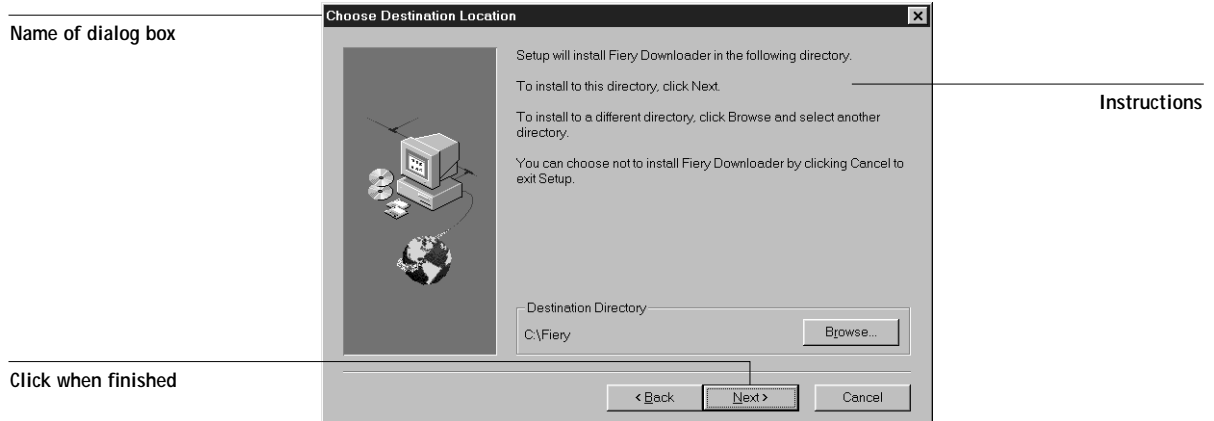 Choose Destination Location
Name of dialog box
Setup will install Fiery Downloader in the following directory.
To install to this directory, click Next.
Instructions
To install to a different directory, click Browse and select another
directory.
You can choose not to install Fiery Downloader by clicking Cancel to
exit Setup.
Destination Directory
C:\Fiery
Browse...
Click when finished
< Back
Next >
Cancel